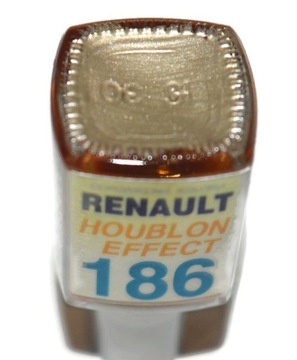 RENAULT
HOUBLON
EFFECT
186